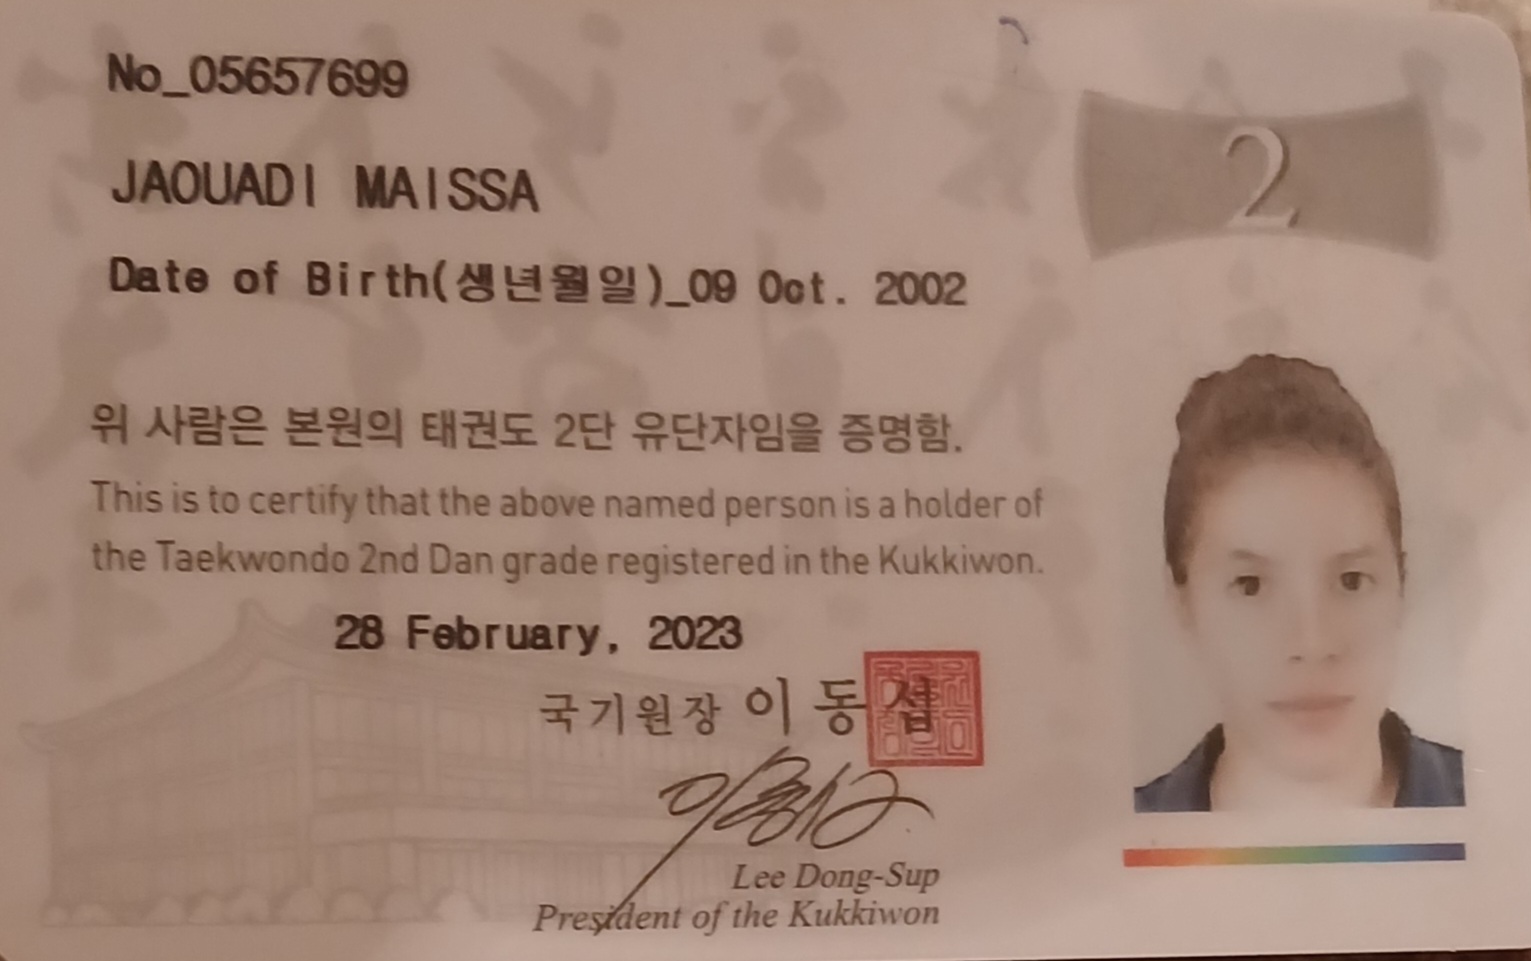 No_05657699
2
JAOUADI MAISSA
Date of Birth(생년월일)_09 Oct. 2002
위 사람은 본원의 태권도 2단 유단자임을 증명함.
This is to certify that the above named person is a holder of
the Taekwondo 2nd Dan grade registered in the Kukkiwon.
28 February, 2023
국기원장 이동섭
Lee Dong-Sup
President of the Kukkiwon